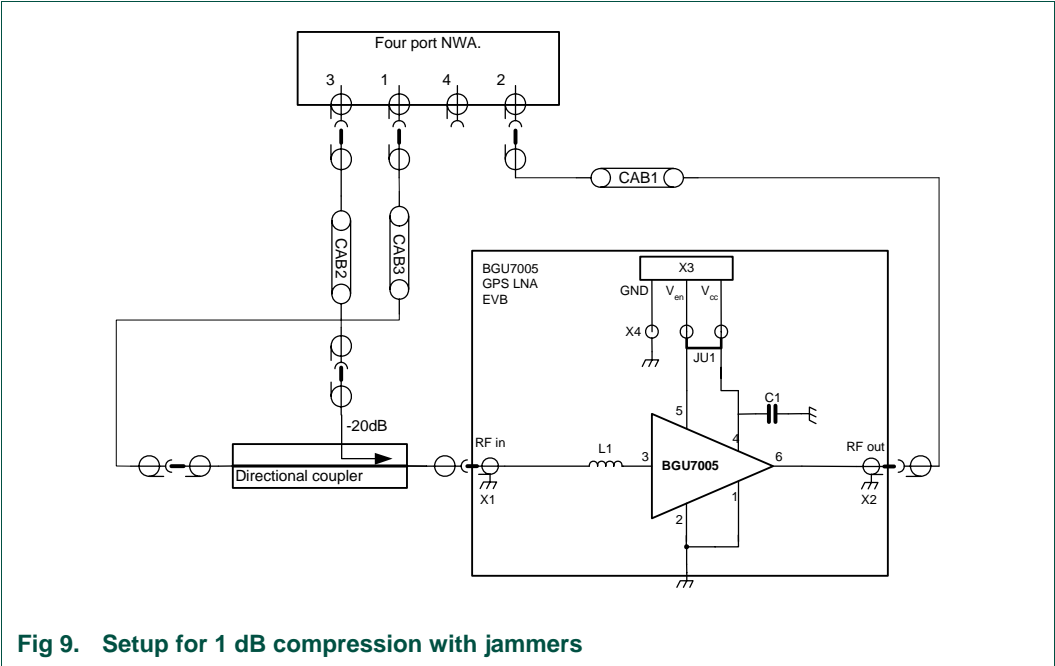 Four port NWA.
3 1 4 2
CAB1
CAB2
CAB3
BGU7005
GPS LNA
EVB
X3
GND Ven Vcc
X4
JU1
C1
-20dB
5
4
RF in
L1
3
BGU7005
6
RF out
Directional coupler
X1
1
X2
2
Fig 9. Setup for 1 dB compression with jammers